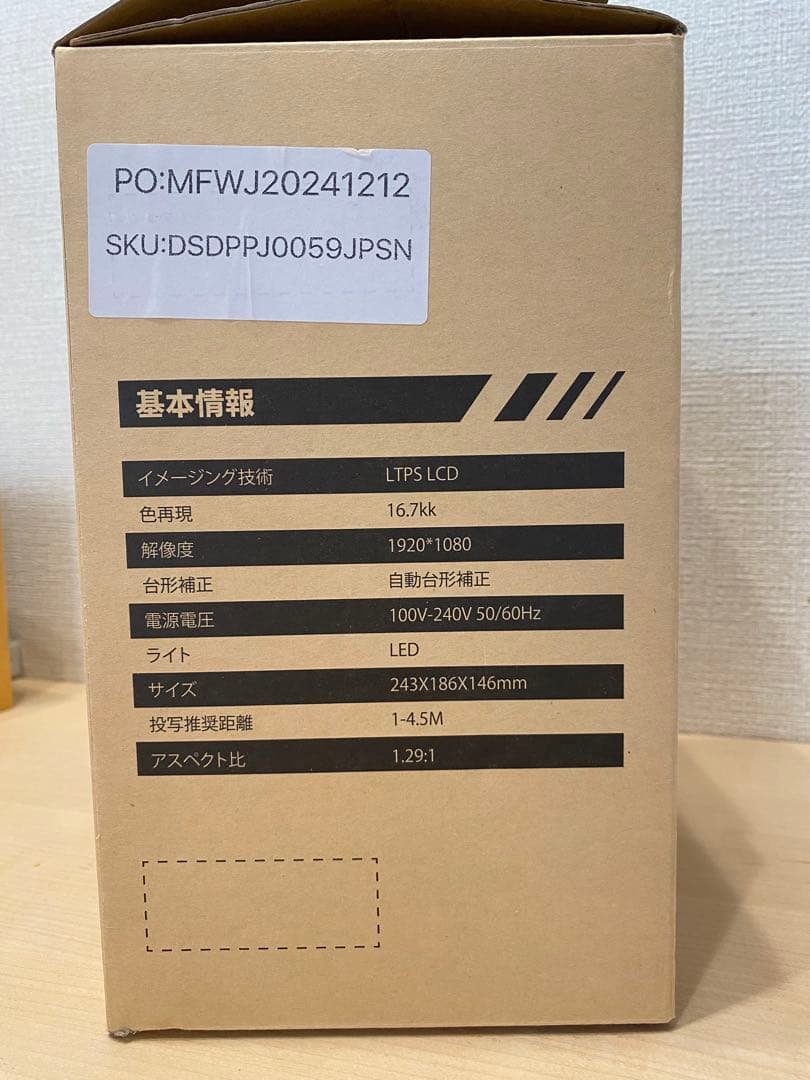 PO:MFWJ20241212
SKU:DSDPPJ0059JPSN
基本情報
イメージング技術 LTPS LCD
色再現 16.7kk
解像度 1920*1080
台形補正 自動台形補正
電源電圧 100V-240V 50/60Hz
ライト LED
サイズ 243X186X146mm
投写推奨距離 1-4.5M
アスペクト比 1.29:1